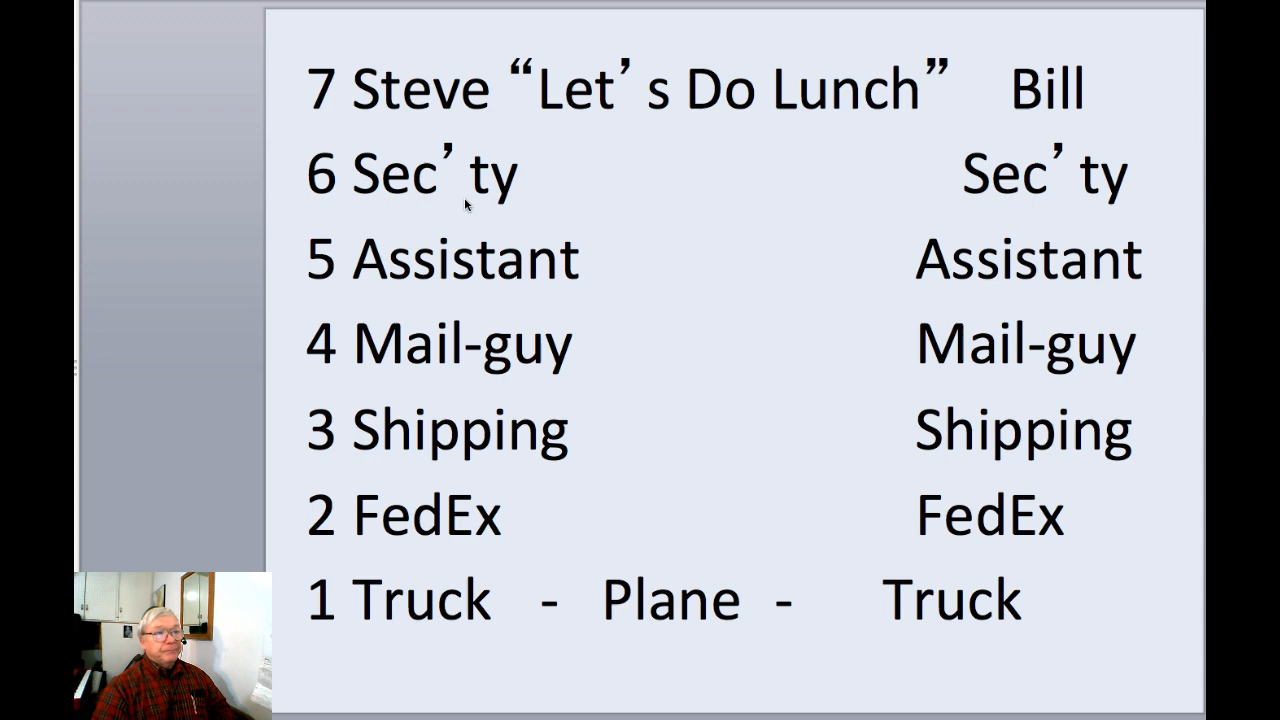 7 Steve “Let’s Do Lunch” Bill
6 Sec’ty Sec’ty
5 Assistant Assistant
4 Mail-guy Mail-guy
3 Shipping Shipping
2 FedEx FedEx
1 Truck - Plane - Truck